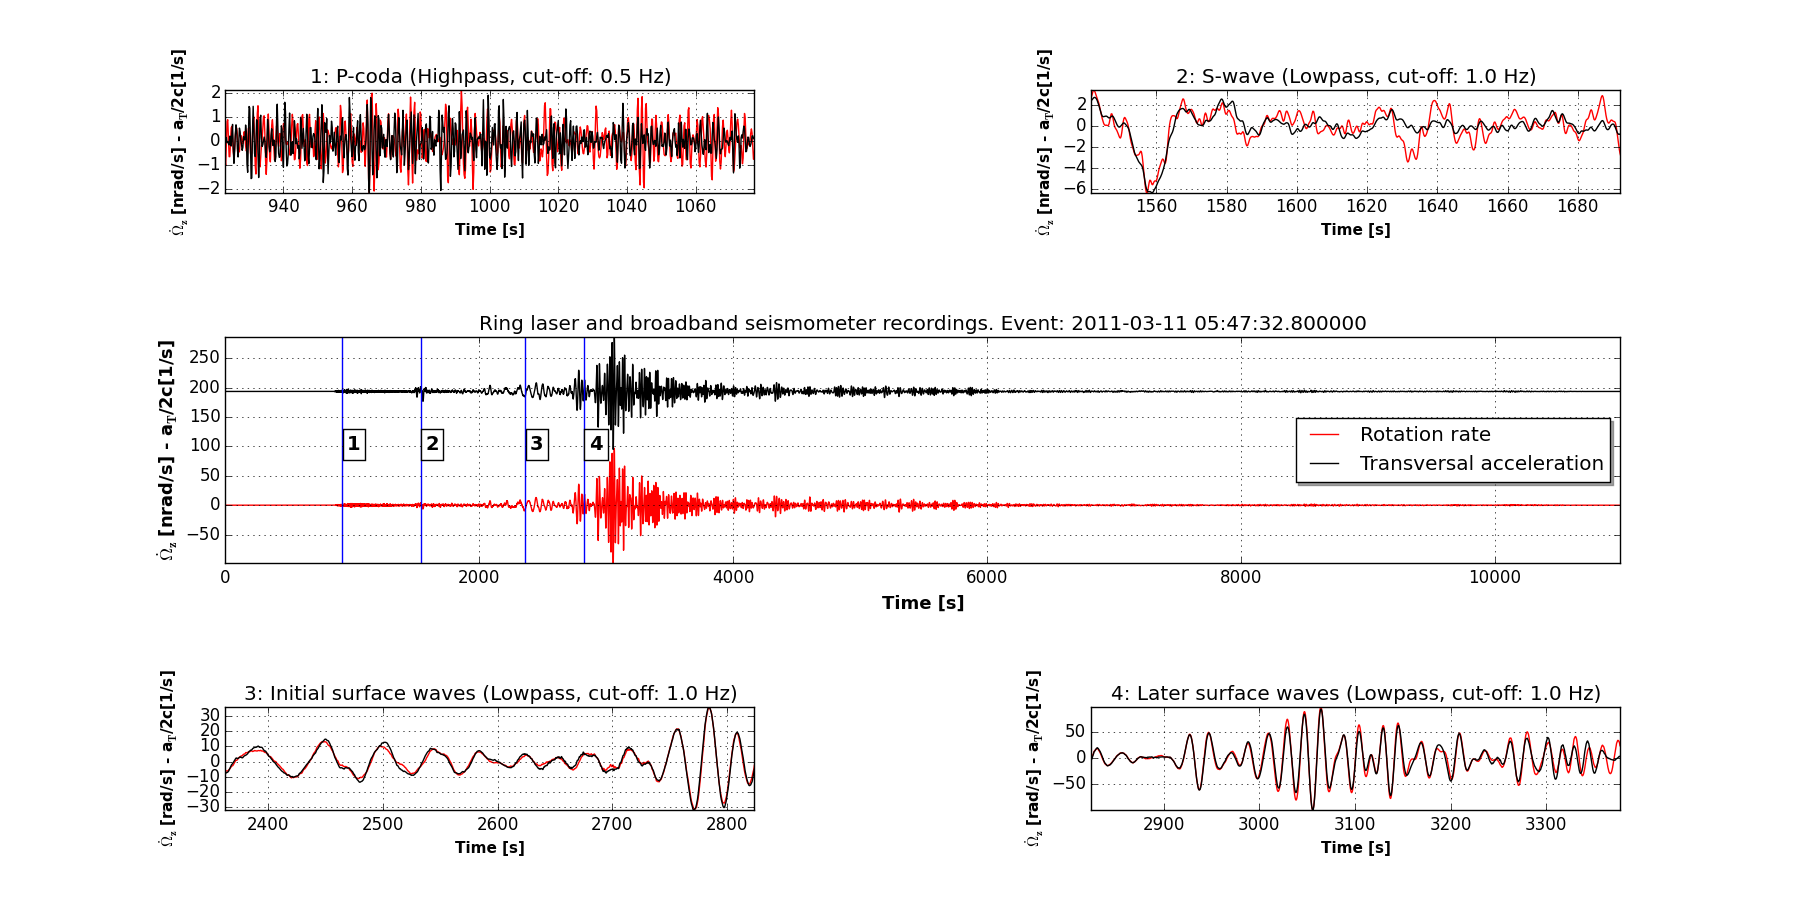 1: P-coda (Highpass, cut-off: 0.5 Hz)
Ω̇z [nrad/s] - aT/2c[1/s]
2
1
0
−1
−2
940 960 980 1000 1020 1040 1060
Time [s]
2: S-wave (Lowpass, cut-off: 1.0 Hz)
Ω̇z [nrad/s] - aT/2c[1/s]
2
0
−2
−4
−6
1560 1580 1600 1620 1640 1660 1680
Time [s]
Ring laser and broadband seismometer recordings. Event: 2011-03-11 05:47:32.800000
Ω̇z [nrad/s] - aT/2c[1/s]
250
200
150
100
50
0
−50
1 2 3 4
Rotation rate
Transversal acceleration
0 2000 4000 6000 8000 10000
Time [s]
3: Initial surface waves (Lowpass, cut-off: 1.0 Hz)
Ω̇z [rad/s] - aT/2c[1/s]
30
20
10
0
−10
−20
−30
2400 2500 2600 2700 2800
Time [s]
4: Later surface waves (Lowpass, cut-off: 1.0 Hz)
Ω̇z [rad/s] - aT/2c[1/s]
50
0
−50
2900 3000 3100 3200 3300
Time [s]